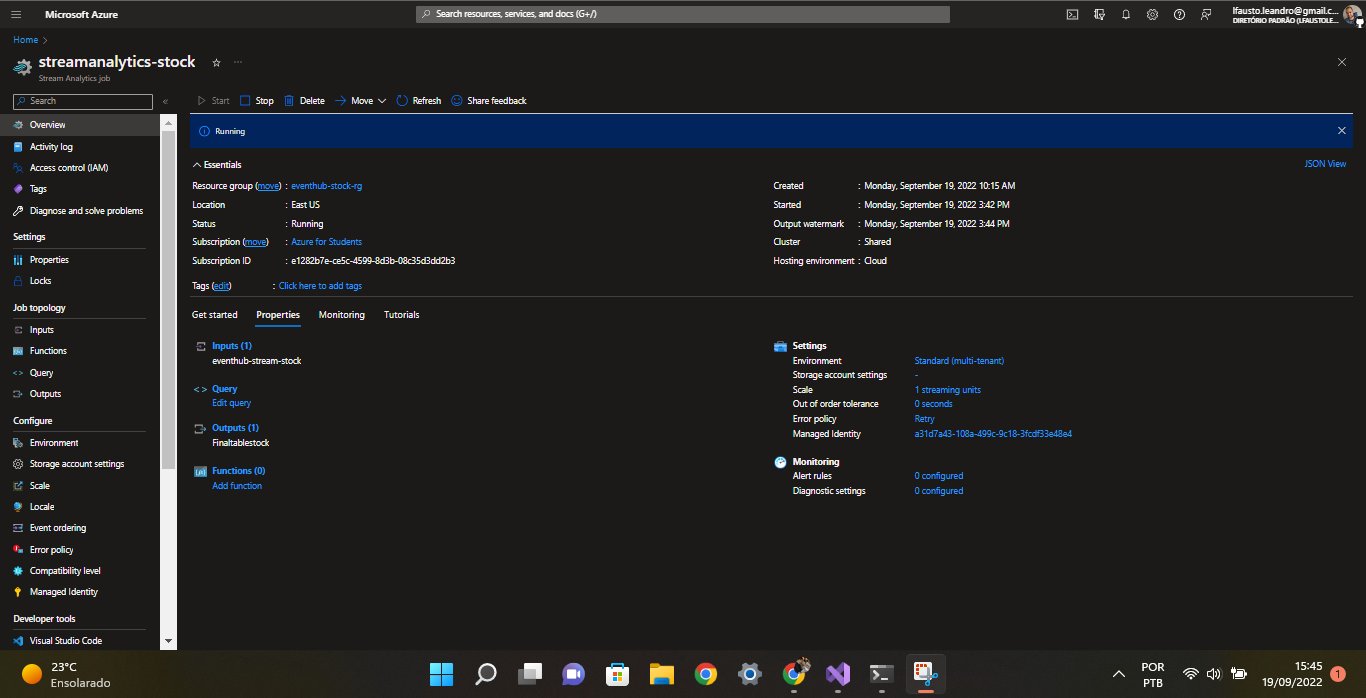 Microsoft Azure
Search resources, services, and docs (G+/)
lfausto.leandro@gmail.c...
DIRETÓRIO PADRÃO (LFAUSTOLE...
Home
streamanalytics-stock
Stream Analytics job
Search
Start Stop Delete Move Refresh Share feedback
Overview
Activity log
Access control (IAM)
Tags
Diagnose and solve problems
Settings
Properties
Locks
Job topology
Inputs
Functions
Query
Outputs
Configure
Environment
Storage account settings
Scale
Locale
Event ordering
Error policy
Compatibility level
Managed Identity
Developer tools
Visual Studio Code
Running
Essentials
JSON View
Resource group (move) : eventhub-stock-rg
Location : East US
Status : Running
Subscription (move) : Azure for Students
Subscription ID : e1282b7e-ce5c-4599-8d3b-08c35d3dd2b3
Created : Monday, September 19, 2022 10:15 AM
Started : Monday, September 19, 2022 3:42 PM
Output watermark : Monday, September 19, 2022 3:44 PM
Cluster : Shared
Hosting environment : Cloud
Tags (edit) : Click here to add tags
Get started Properties Monitoring Tutorials
Inputs (1)
eventhub-stream-stock
<> Query
Edit query
Outputs (1)
Finaltablestock
Functions (0)
Add function
Settings
Environment Standard (multi-tenant)
Storage account settings -
Scale 1 streaming units
Out of order tolerance 0 seconds
Error policy Retry
Managed Identity a31d7a43-108a-499c-9c18-3fcdf33e48e4
Monitoring
Alert rules 0 configured
Diagnostic settings 0 configured
23°C
Ensolarado
POR
PTB
15:45
19/09/2022
1